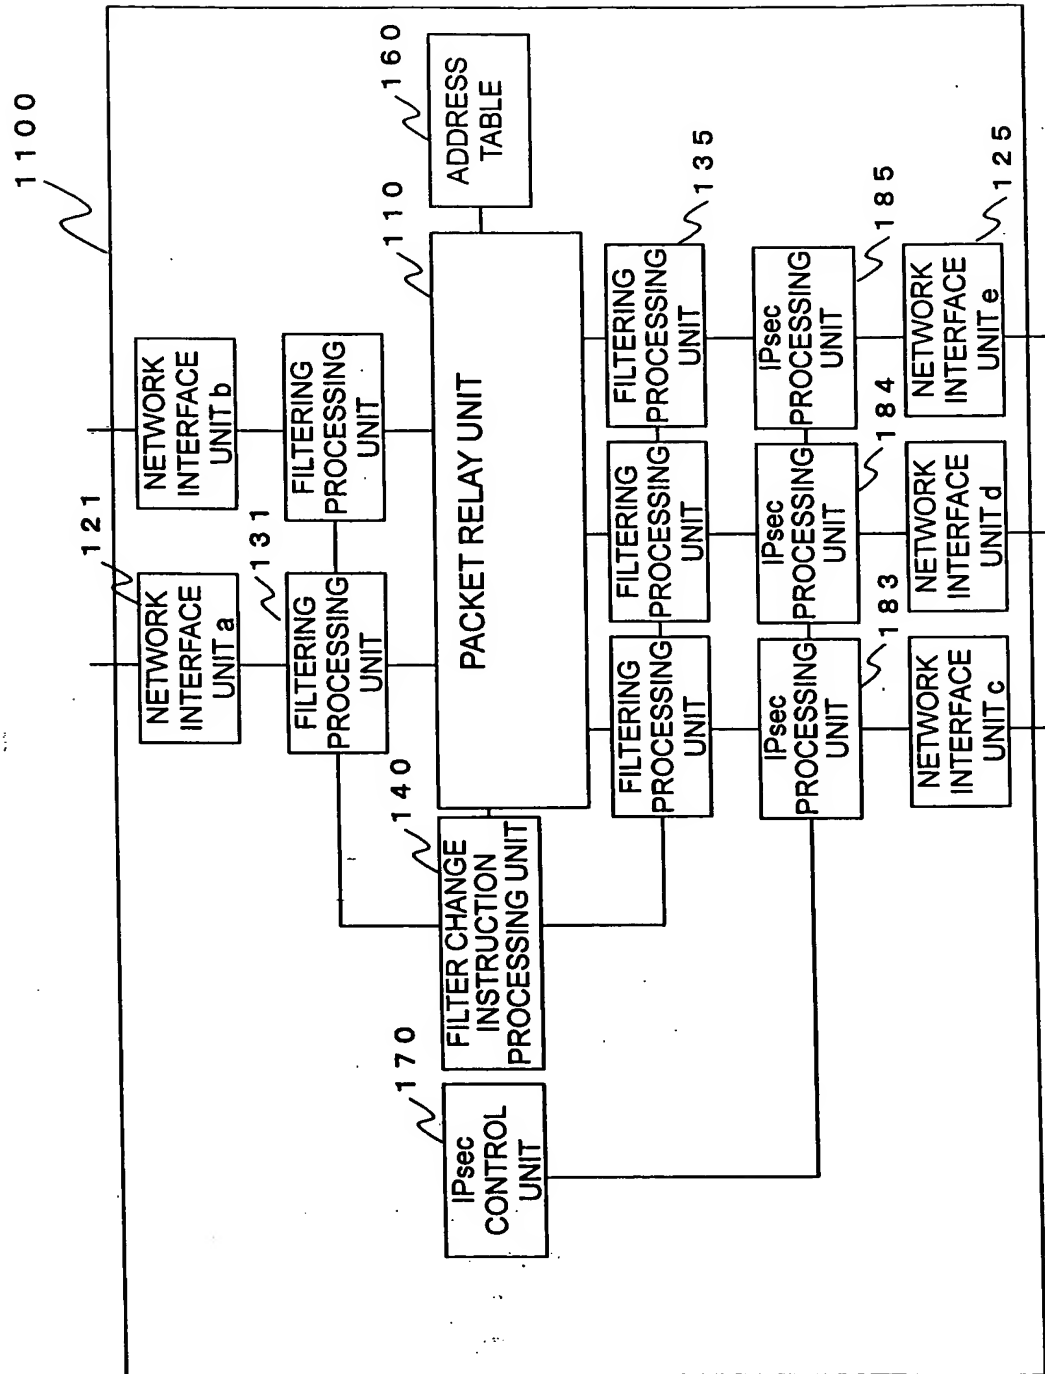 1100
121
NETWORK
INTERFACE
UNIT a
NETWORK
INTERFACE
UNIT b
131
FILTERING
PROCESSING
UNIT
FILTERING
PROCESSING
UNIT
170
IPsec
CONTROL
UNIT
140
FILTER CHANGE
INSTRUCTION
PROCESSING UNIT
110
PACKET RELAY UNIT
160
ADDRESS
TABLE
FILTERING
PROCESSING
UNIT
FILTERING
PROCESSING
UNIT
135
FILTERING
PROCESSING
UNIT
183
IPsec
PROCESSING
UNIT
184
IPsec
PROCESSING
UNIT
185
IPsec
PROCESSING
UNIT
NETWORK
INTERFACE
UNIT c
NETWORK
INTERFACE
UNIT d
125
NETWORK
INTERFACE
UNIT e